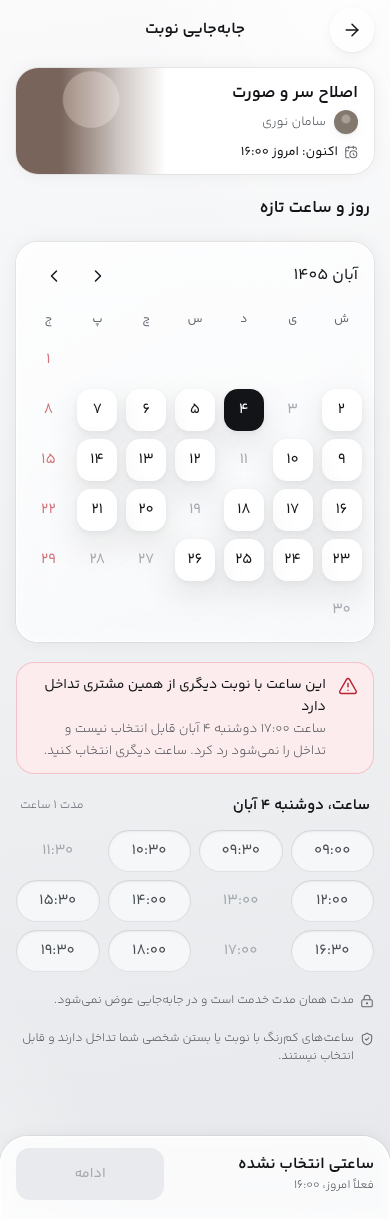 جابه‌جایی نوبت
اصلاح سر و صورت
سامان نوری
اکنون: امروز ۱۶:۰۰
روز و ساعت تازه
آبان ۱۴۰۵
ش ی د س چ پ ج
۱
۲ ۳ ۴ ۵ ۶ ۷ ۸
۹ ۱۰ ۱۱ ۱۲ ۱۳ ۱۴ ۱۵
۱۶ ۱۷ ۱۸ ۱۹ ۲۰ ۲۱ ۲۲
۲۳ ۲۴ ۲۵ ۲۶ ۲۷ ۲۸ ۲۹
۳۰
این ساعت با نوبت دیگری از همین مشتری تداخل
دارد
ساعت ۱۷:۰۰ دوشنبه ۴ آبان قابل انتخاب نیست و
تداخل را نمی‌شود رد کرد. ساعت دیگری انتخاب کنید.
ساعت، دوشنبه ۴ آبان
مدت ۱ ساعت
۰۹:۰۰ ۰۹:۳۰ ۱۰:۳۰ ۱۱:۳۰
۱۲:۰۰ ۱۳:۰۰ ۱۴:۰۰ ۱۵:۳۰
۱۶:۳۰ ۱۷:۰۰ ۱۸:۰۰ ۱۹:۳۰
مدت همان مدت خدمت است و در جابه‌جایی عوض نمی‌شود.
ساعت‌های کم‌رنگ با نوبت یا بستن شخصی شما تداخل دارند و قابل
انتخاب نیستند.
ساعتی انتخاب نشده
فعلاً امروز، ۱۶:۰۰
ادامه